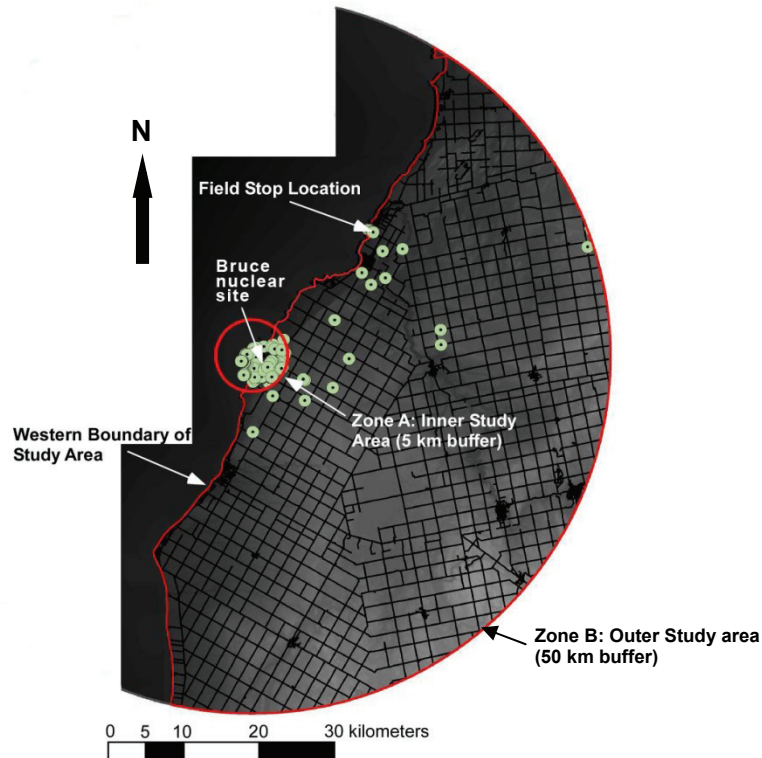 N
Field Stop Location
Bruce
nuclear
site
Zone A: Inner Study
Area (5 km buffer)
Western Boundary of
Study Area
Zone B: Outer Study area
(50 km buffer)
0 5 10 20 30 kilometers